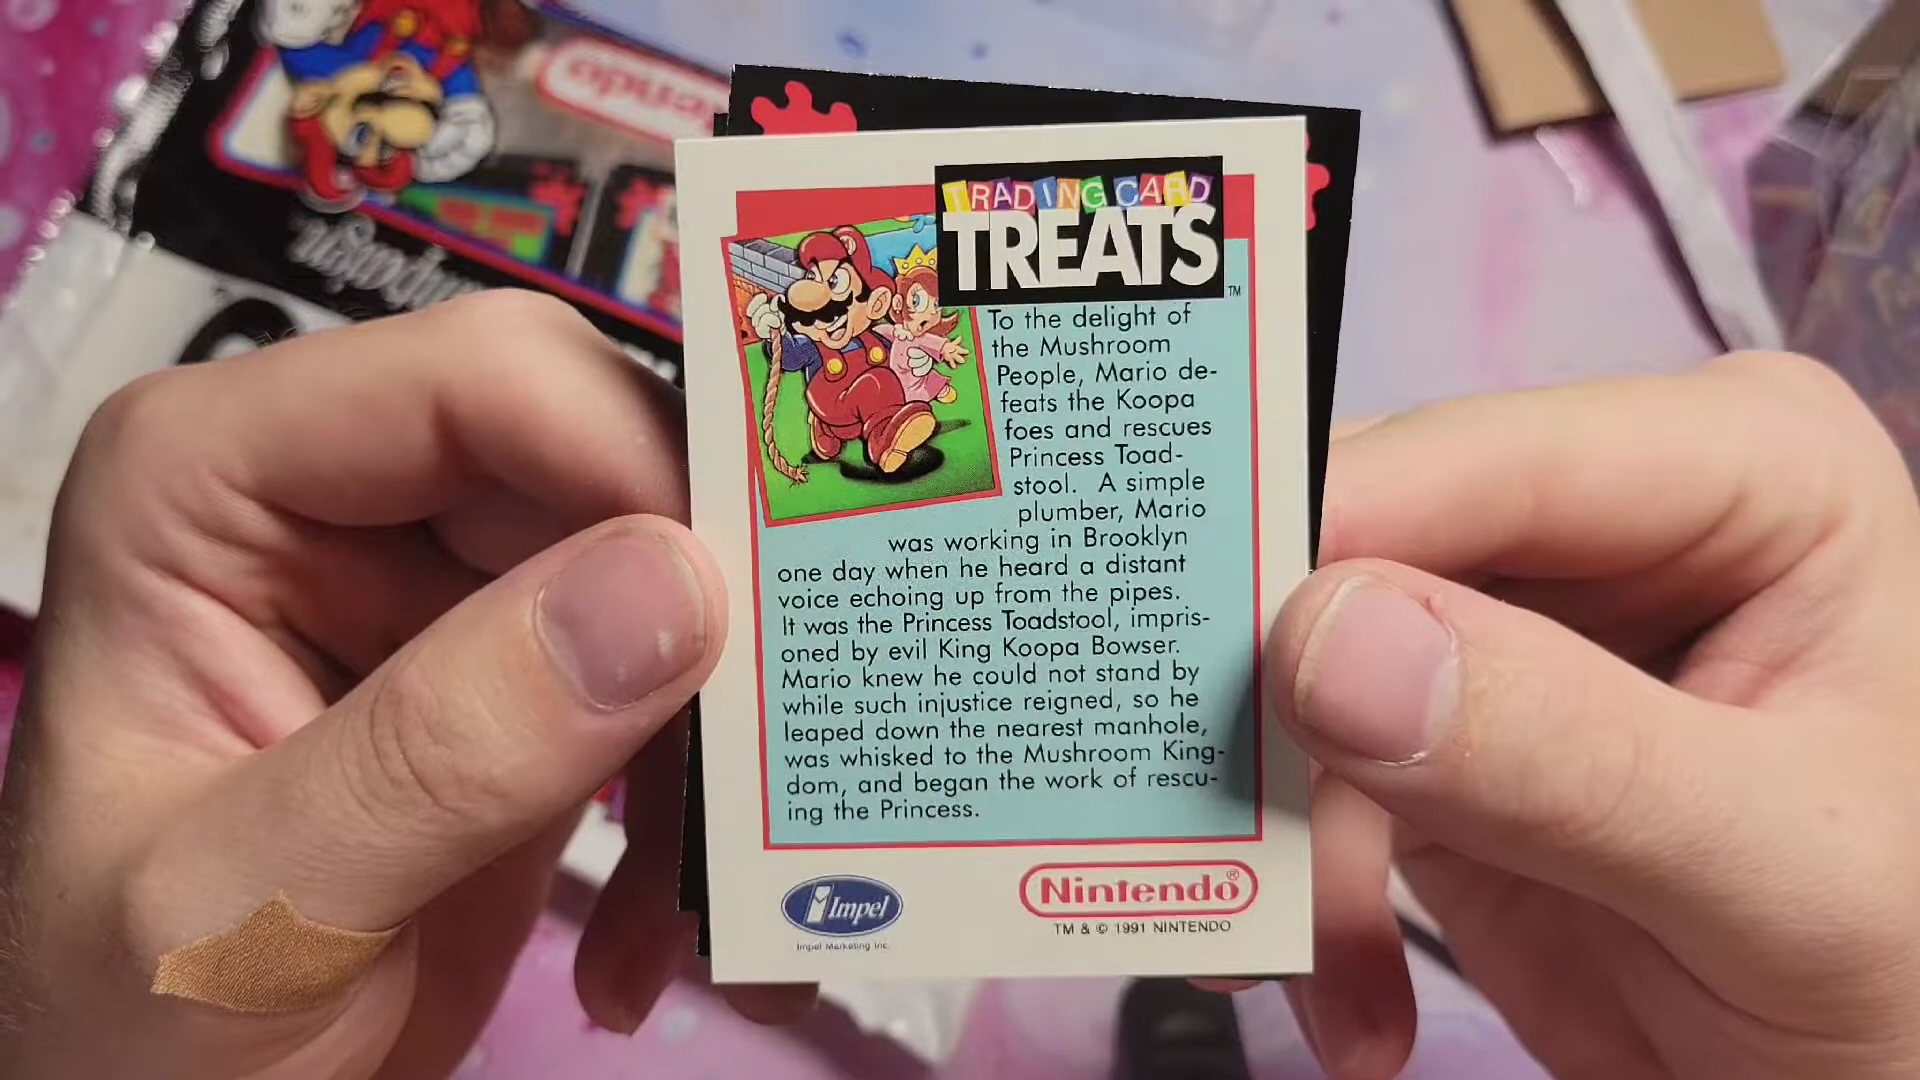 Nintendo
TRADING CARD
TREATS
TM
To the delight of
the Mushroom
People, Mario de-
feats the Koopa
foes and rescues
Princess Toad-
stool. A simple
plumber, Mario
was working in Brooklyn
one day when he heard a distant
voice echoing up from the pipes.
It was the Princess Toadstool, impris-
oned by evil King Koopa Bowser.
Mario knew he could not stand by
while such injustice reigned, so he
leaped down the nearest manhole,
was whisked to the Mushroom King-
dom, and began the work of rescu-
ing the Princess.
Impel
Impel Marketing Inc.
Nintendo®
TM & © 1991 NINTENDO